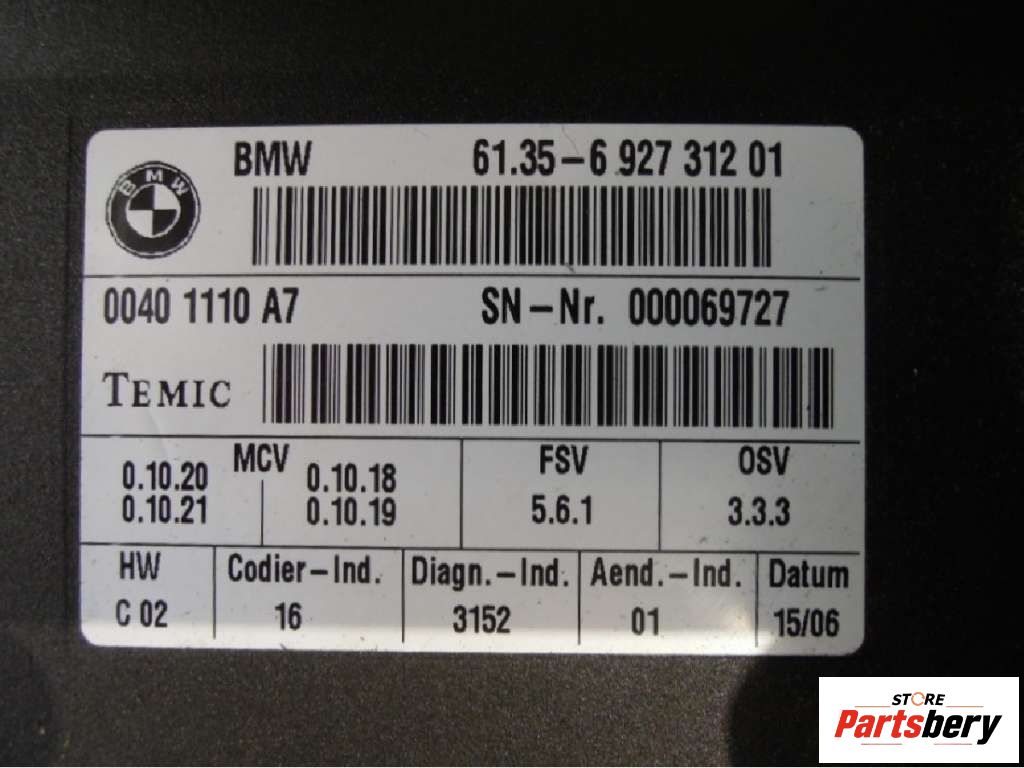 BMW
BMW 61.35-6 927 312 01
0040 1110 A7 SN-Nr. 000069727
TEMIC
MCV FSV OSV
0.10.20 0.10.18
0.10.21 0.10.19 5.6.1 3.3.3
HW Codier-Ind. Diagn.-Ind. Aend.-Ind. Datum
C 02 16 3152 01 15/06
STORE
Partsbery